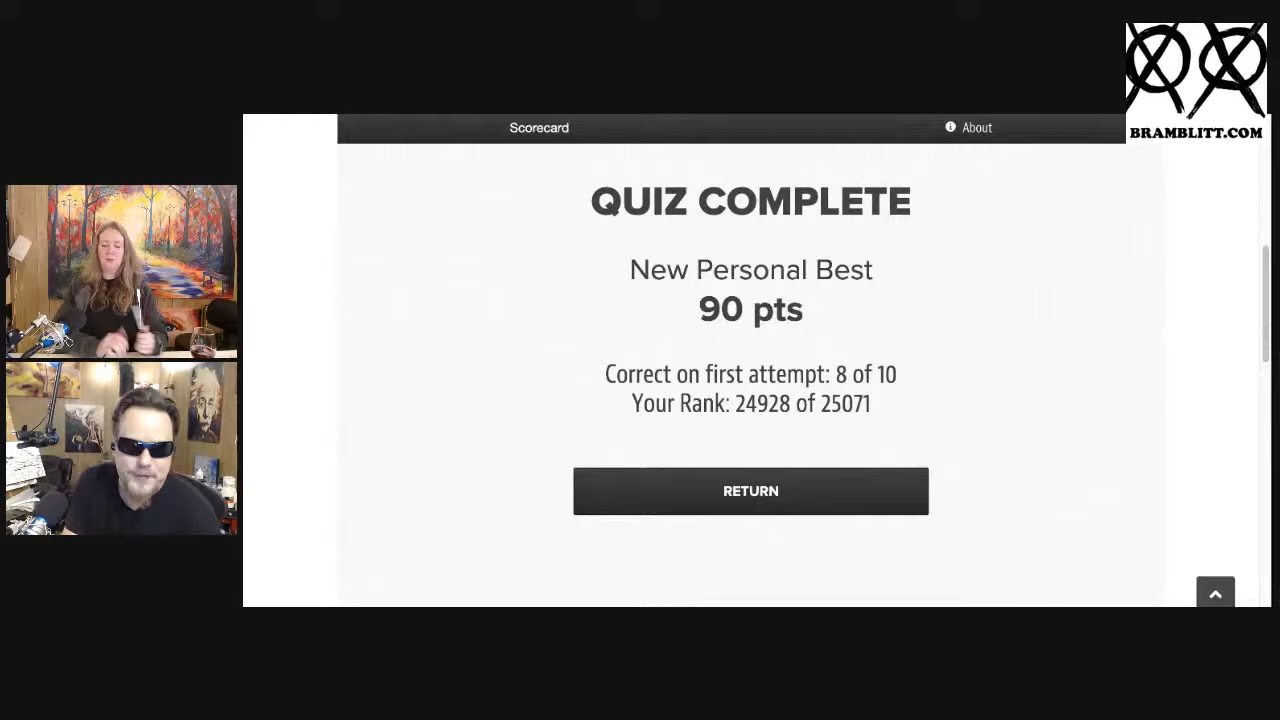 BRAMBLITT.COM
Scorecard
About
QUIZ COMPLETE
New Personal Best
90 pts
Correct on first attempt: 8 of 10
Your Rank: 24928 of 25071
RETURN